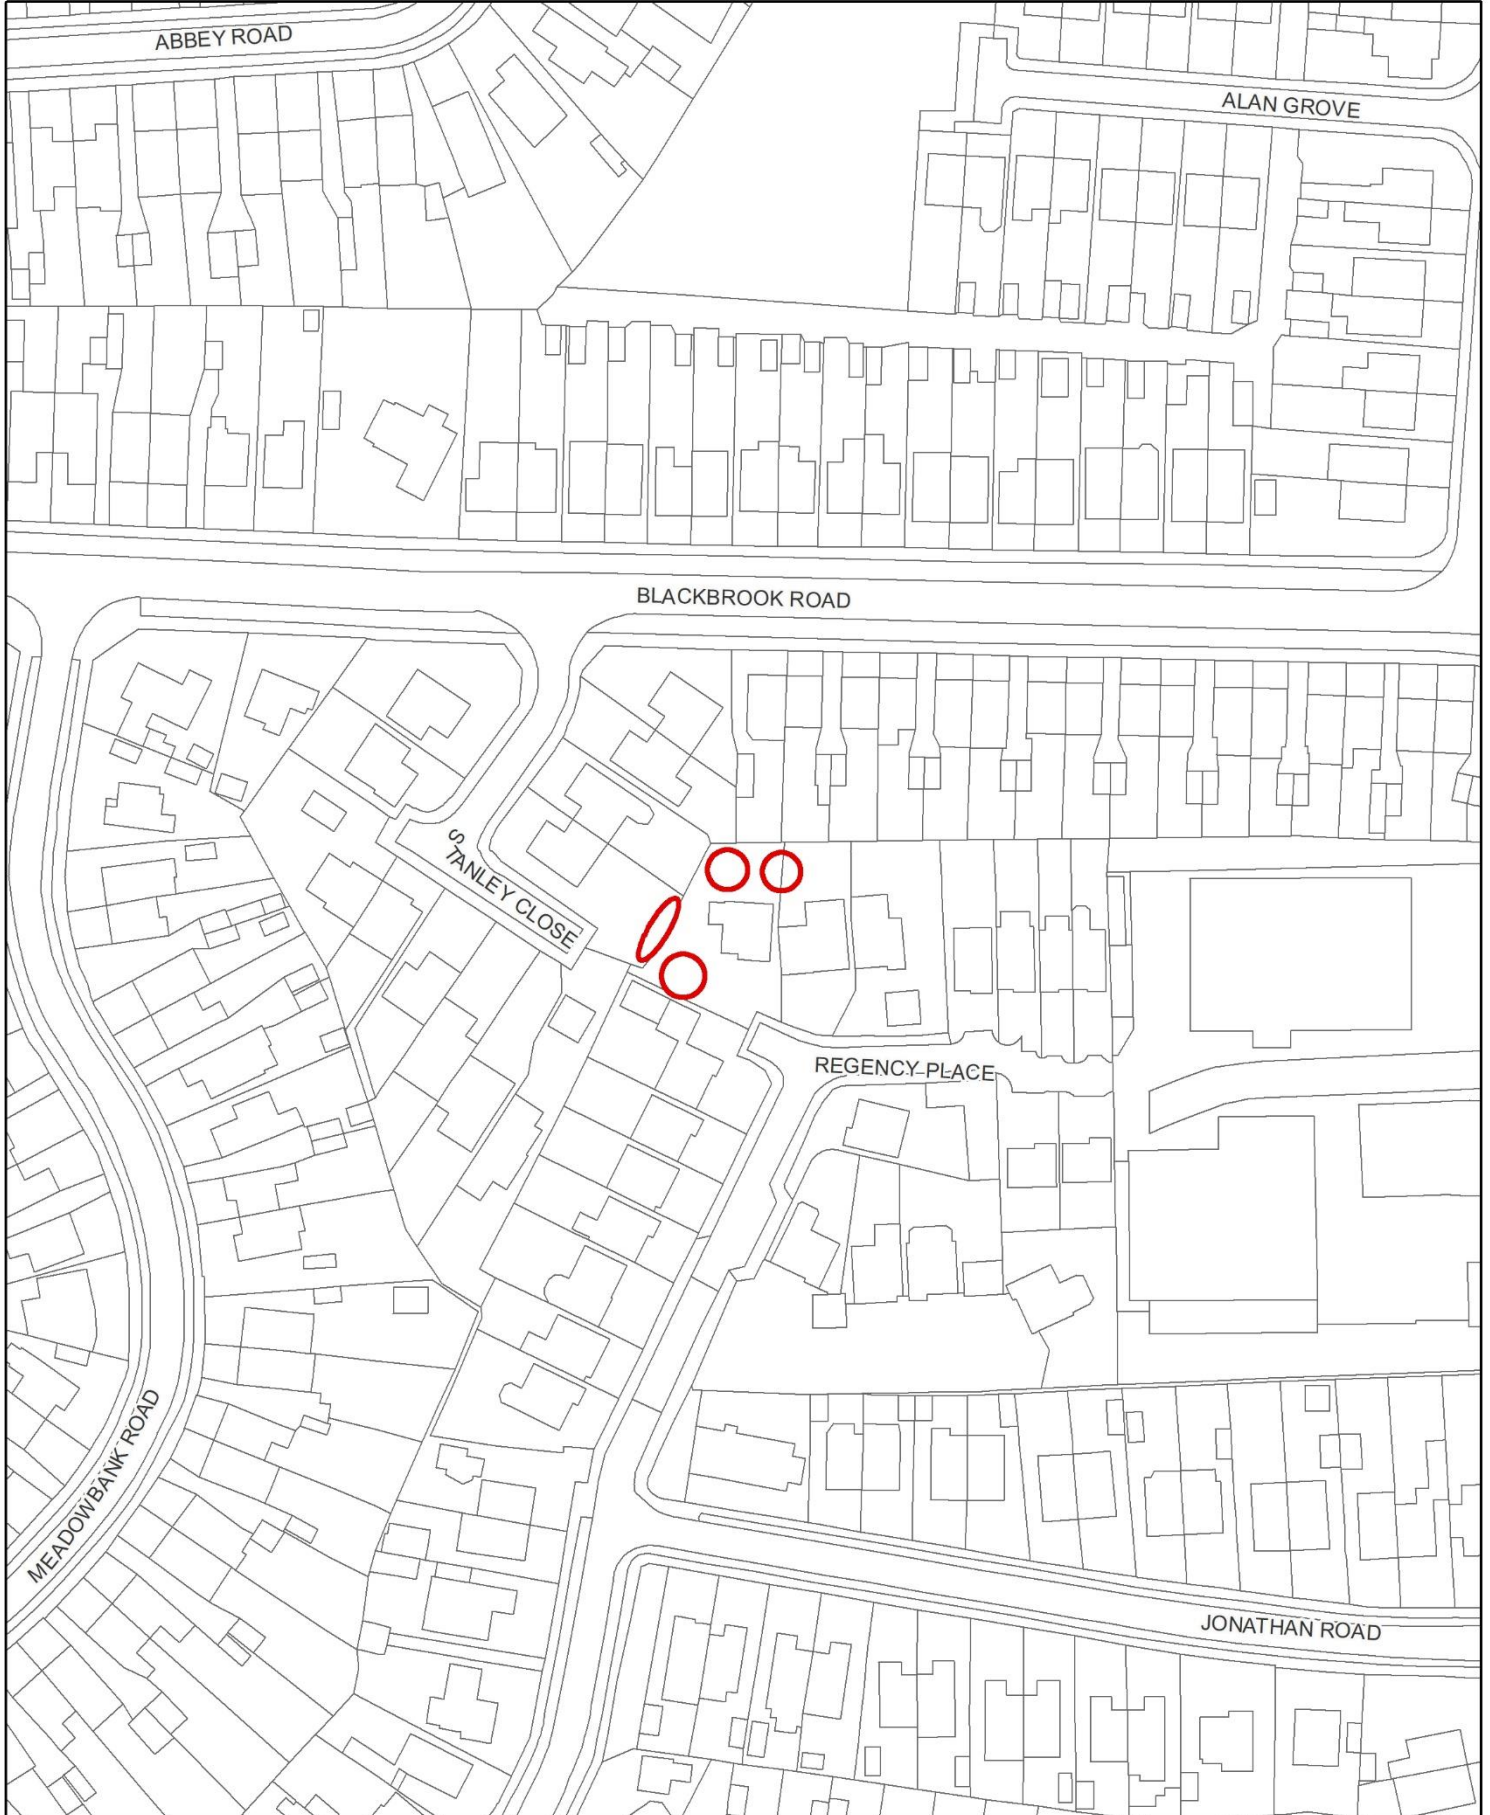 ABBEY ROAD
ALAN GROVE
BLACKBROOK ROAD
STANLEY CLOSE
REGENCY PLACE
MEADOWBANK ROAD
JONATHAN ROAD